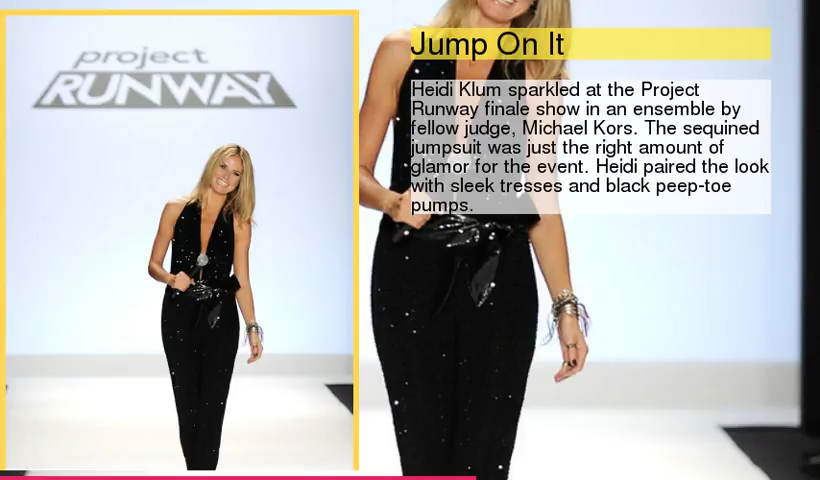 project
RUNWAY
Jump On It
Heidi Klum sparkled at the Project
Runway finale show in an ensemble by
fellow judge, Michael Kors. The sequined
jumpsuit was just the right amount of
glamor for the event. Heidi paired the look
with sleek tresses and black peep-toe
pumps.